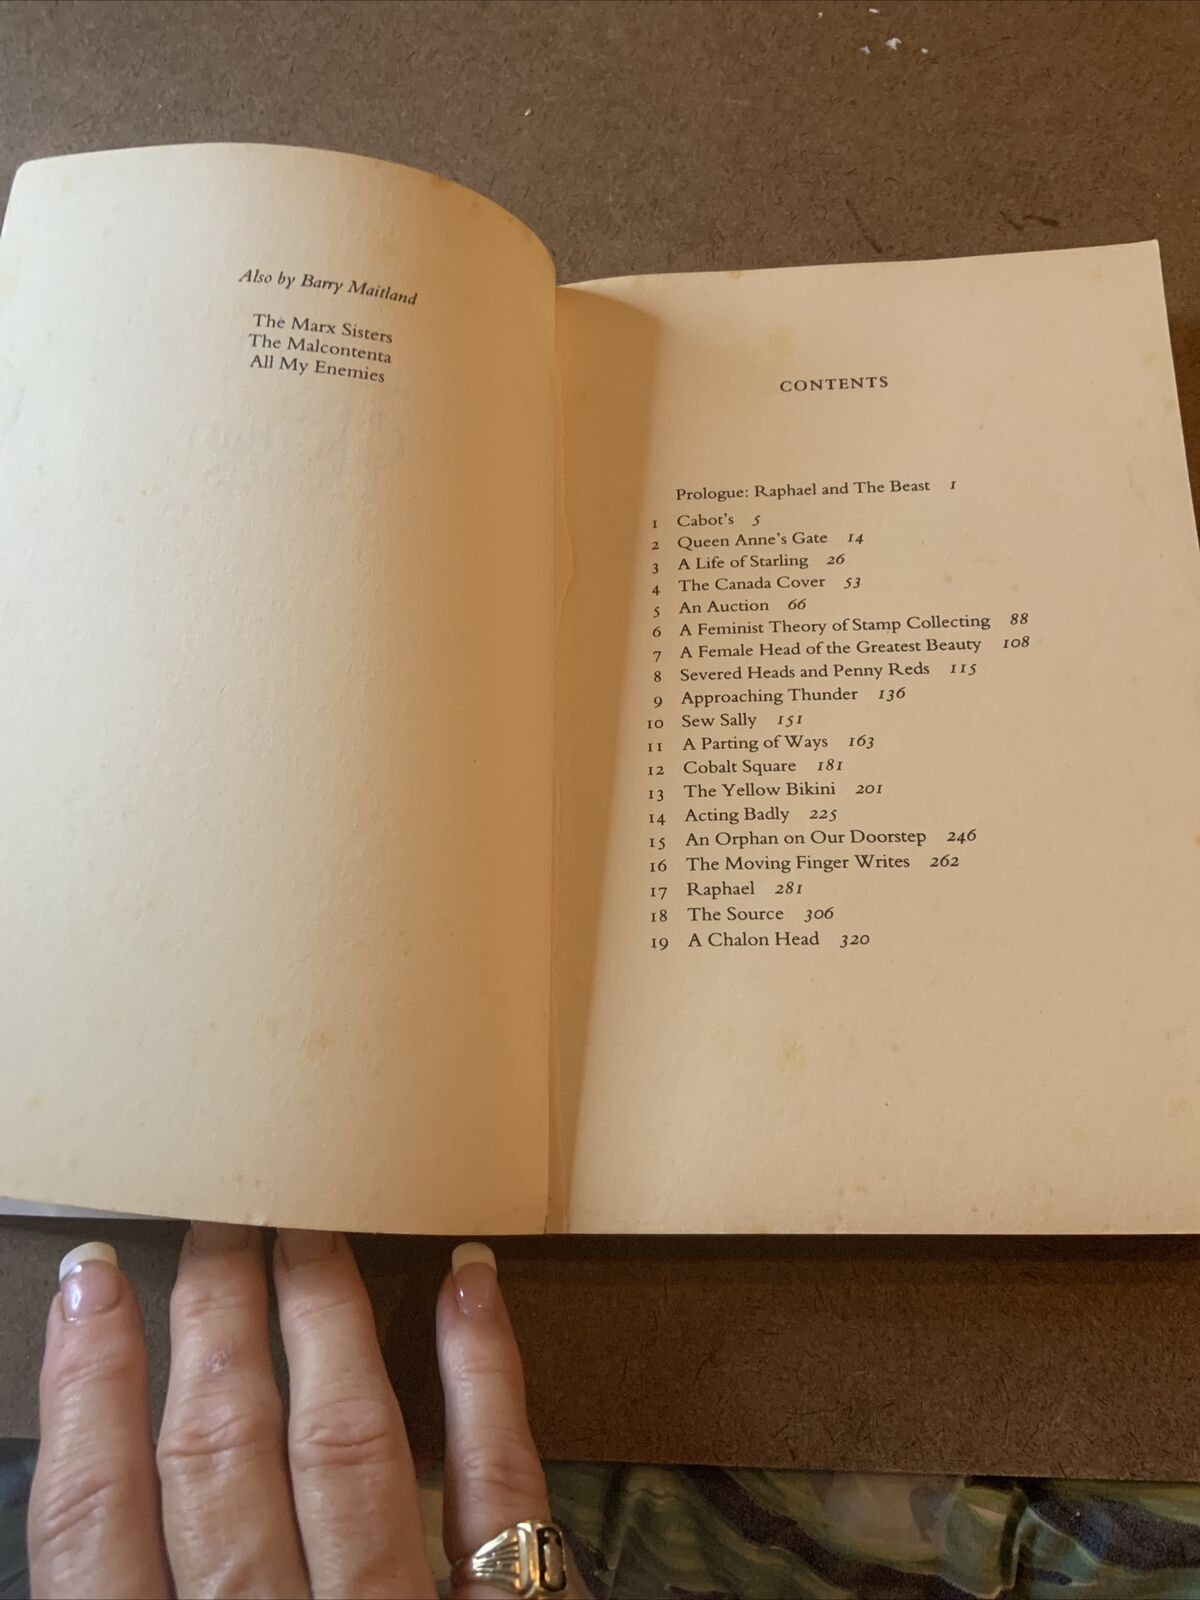 Also by Barry Maitland
The Marx Sisters
The Malcontenta
All My Enemies
CONTENTS
Prologue: Raphael and The Beast 1
1 Cabot's 5
2 Queen Anne's Gate 14
3 A Life of Starling 26
4 The Canada Cover 53
5 An Auction 66
6 A Feminist Theory of Stamp Collecting 88
7 A Female Head of the Greatest Beauty 108
8 Severed Heads and Penny Reds 115
9 Approaching Thunder 136
10 Sew Sally 151
11 A Parting of Ways 163
12 Cobalt Square 181
13 The Yellow Bikini 201
14 Acting Badly 225
15 An Orphan on Our Doorstep 246
16 The Moving Finger Writes 262
17 Raphael 281
18 The Source 306
19 A Chalon Head 320